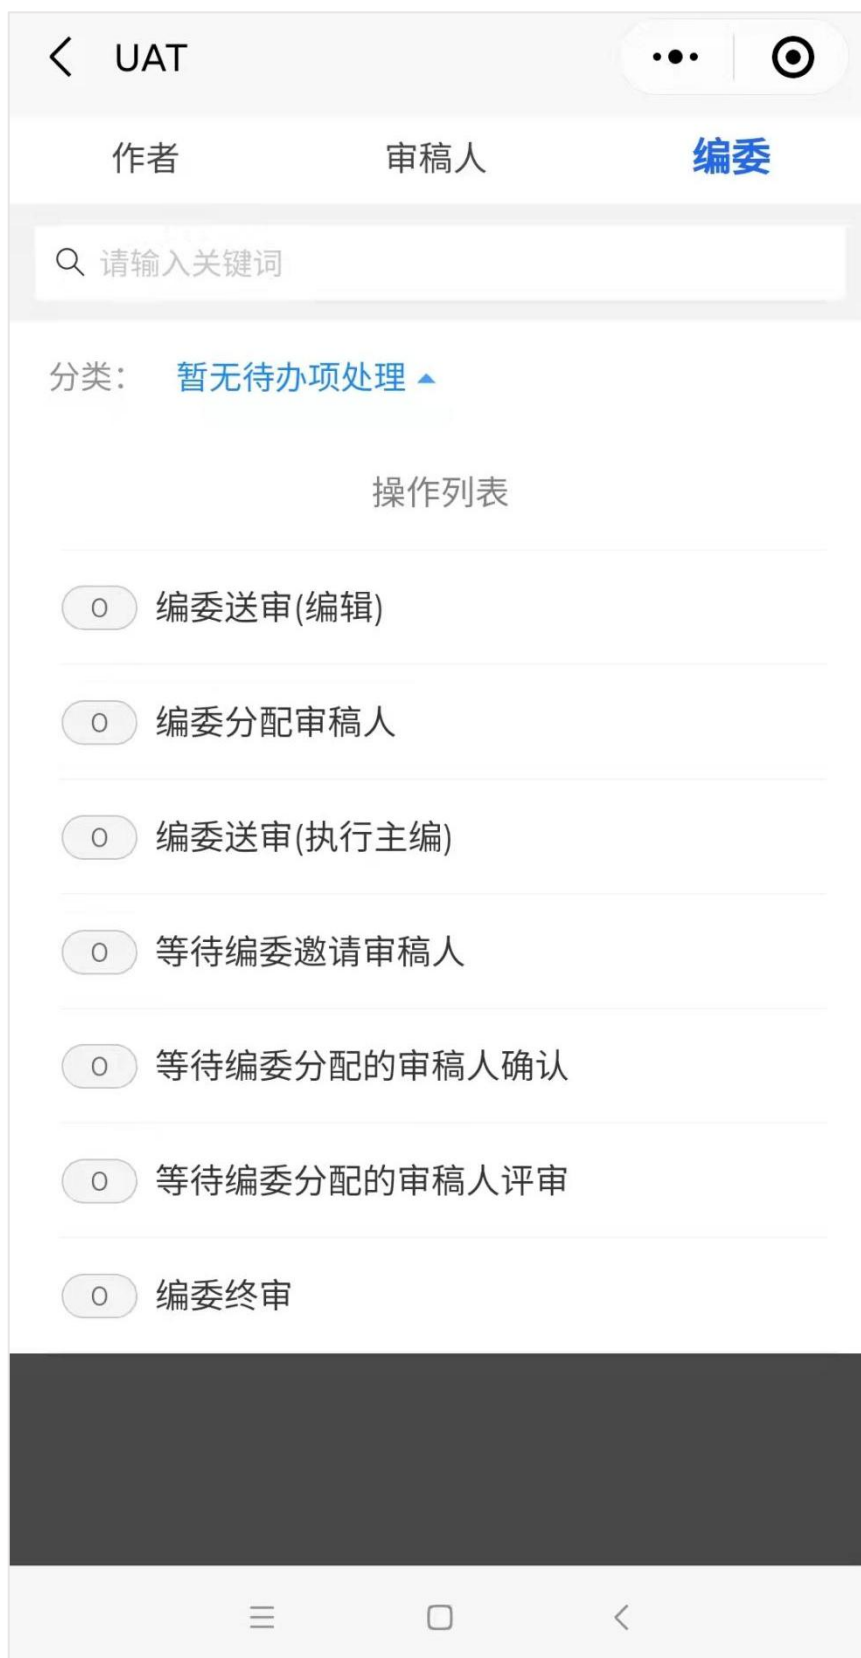 UAT
作者 审稿人 编委
请输入关键词
分类： 暂无待办项处理
操作列表
0 编委送审(编辑)
0 编委分配审稿人
0 编委送审(执行主编)
0 等待编委邀请审稿人
0 等待编委分配的审稿人确认
0 等待编委分配的审稿人评审
0 编委终审